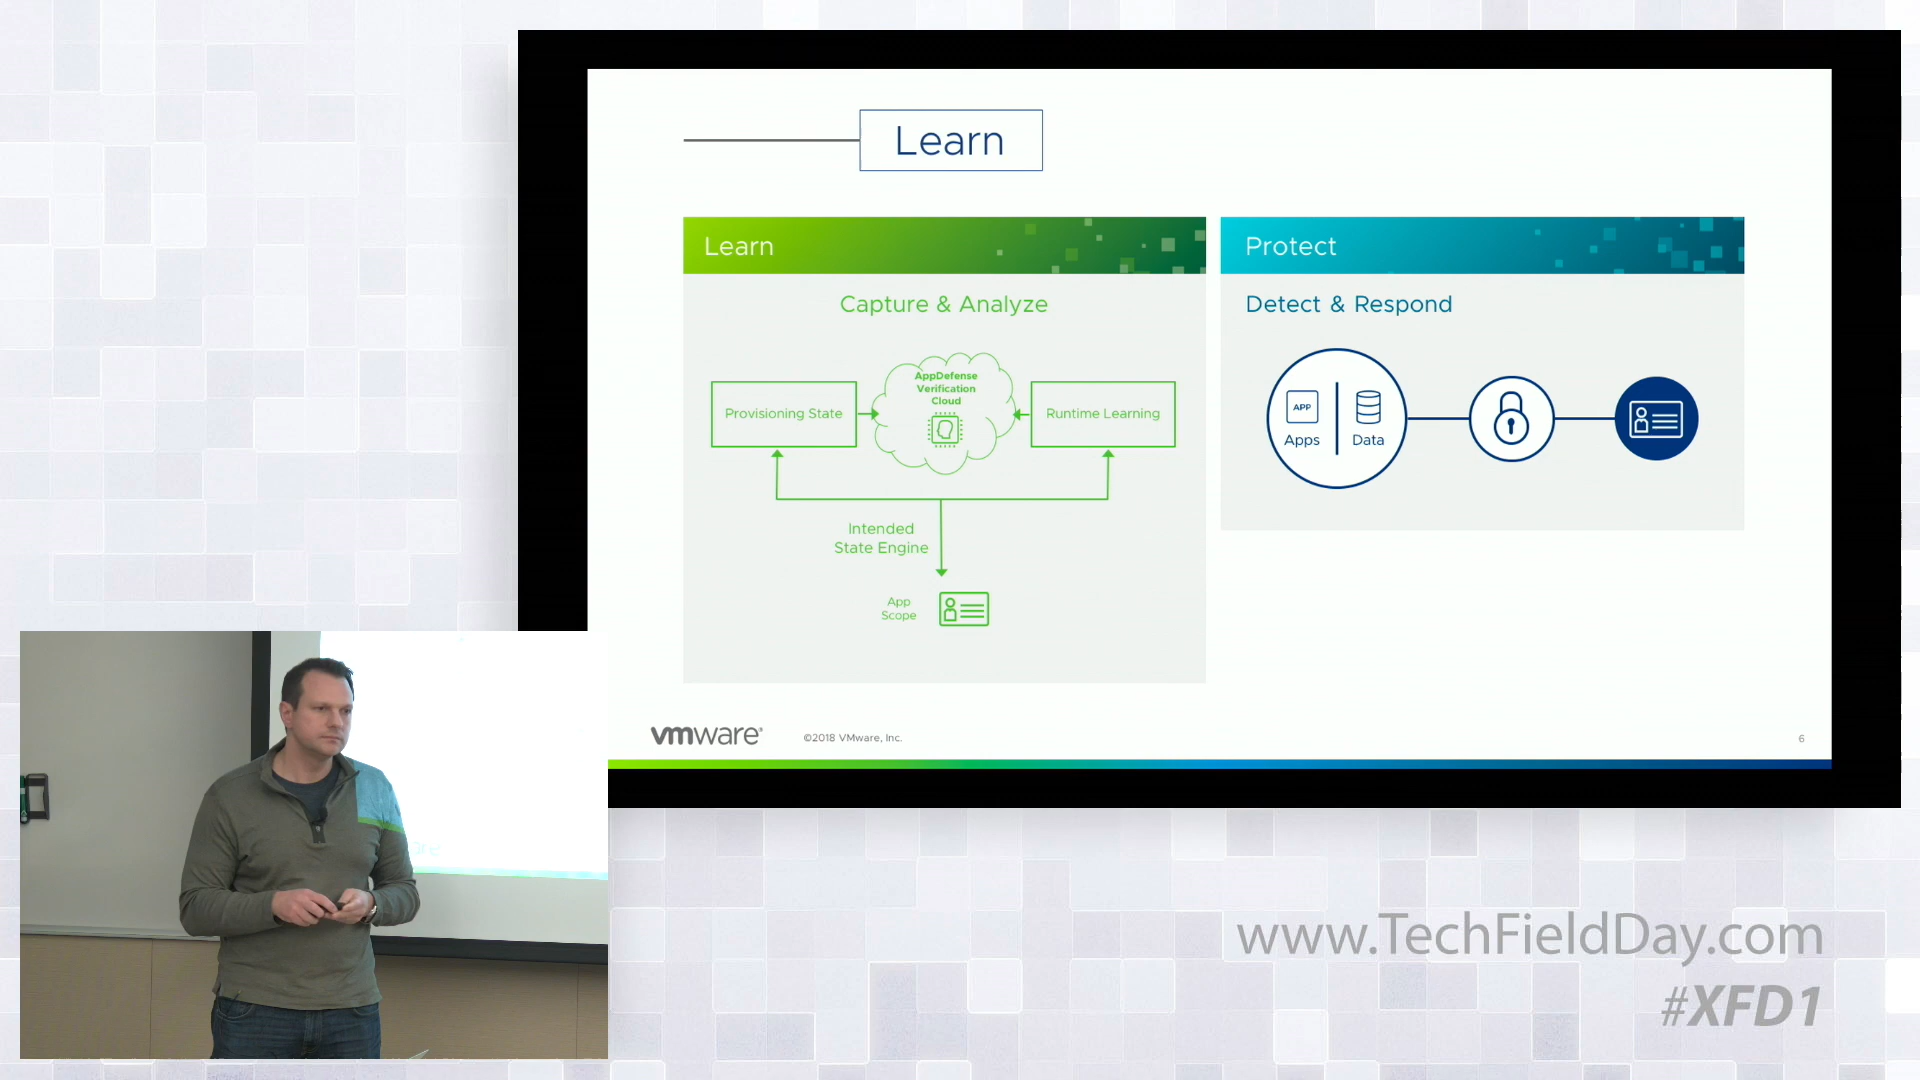 Learn
Learn
Capture & Analyze
Provisioning State
AppDefense
Verification
Cloud
Runtime Learning
Intended
State Engine
App
Scope
Protect
Detect & Respond
APP
Apps
Data
vmware®
©2018 VMware, Inc.
6
www.TechFieldDay.com
#XFD1